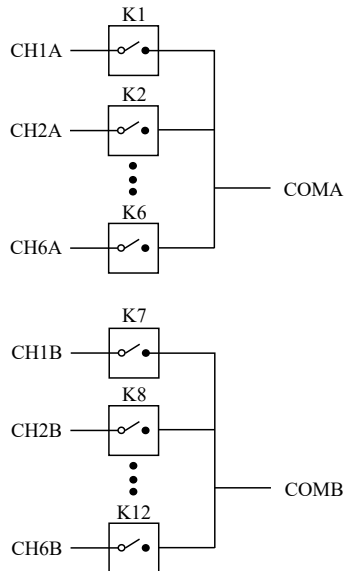 K1
CH1A
K2
CH2A
COMA
K6
CH6A
K7
CH1B
K8
CH2B
COMB
K12
CH6B